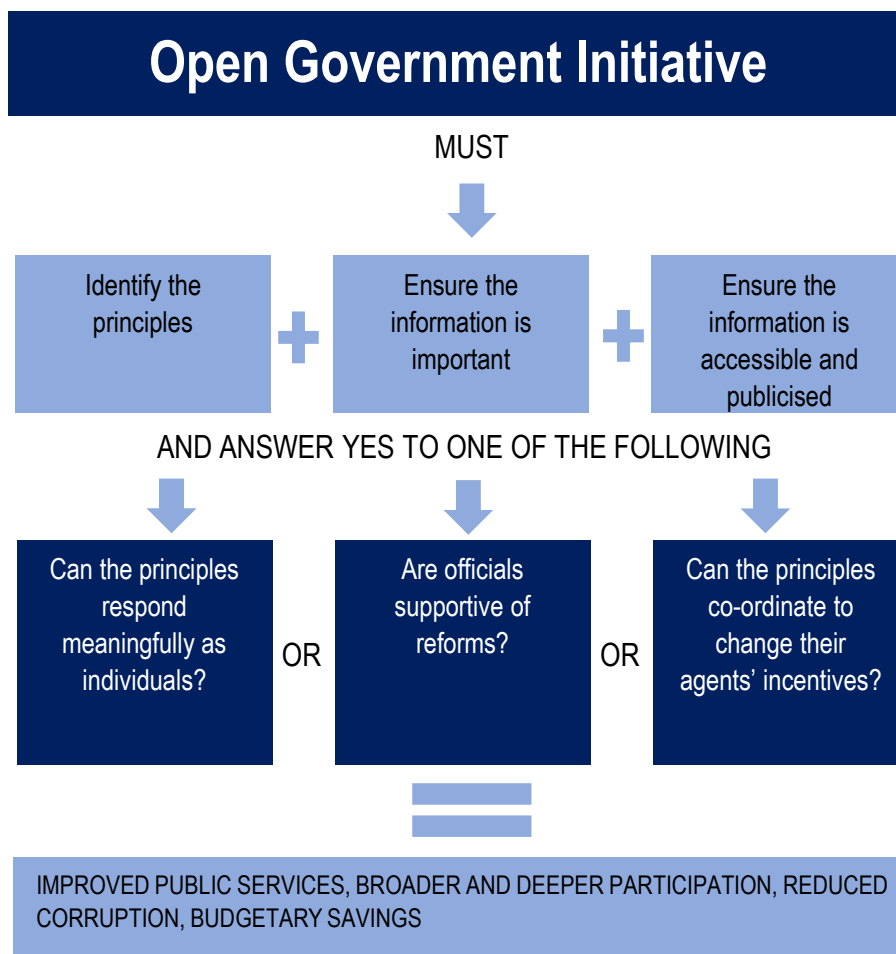 Open Government Initiative
MUST
Identify the
principles
Ensure the
information is
important
Ensure the
information is
accessible and
publicised
AND ANSWER YES TO ONE OF THE FOLLOWING
Can the principles
respond
meaningfully as
individuals?
OR
Are officials
supportive of
reforms?
OR
Can the principles
co-ordinate to
change their
agents’ incentives?
IMPROVED PUBLIC SERVICES, BROADER AND DEEPER PARTICIPATION, REDUCED
CORRUPTION, BUDGETARY SAVINGS